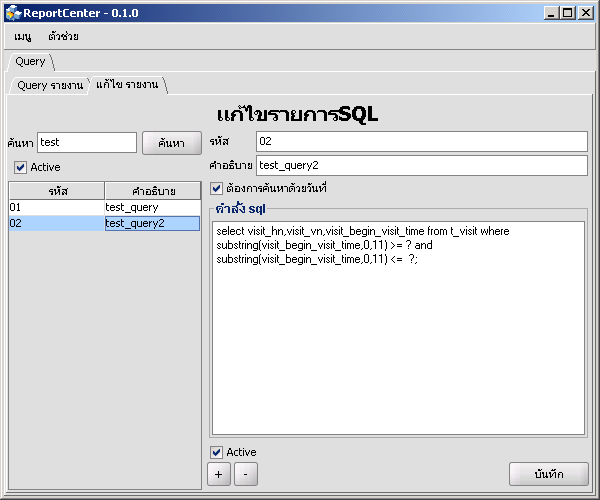 ReportCenter - 0.1.0
เมนู ตัวช่วย
Query
Query รายงาน แก้ไข รายงาน
แก้ไขรายการSQL
ค้นหา test ค้นหา
Active
รหัส คำอธิบาย
01 test_query
02 test_query2
รหัส 02
คำอธิบาย test_query2
ต้องการค้นหาด้วยวันที่
คำสั่ง sql
select visit_hn,visit_vn,visit_begin_visit_time from t_visit where
substring(visit_begin_visit_time,0,11) >= ? and
substring(visit_begin_visit_time,0,11) <=  ?;
Active
+ - บันทึก